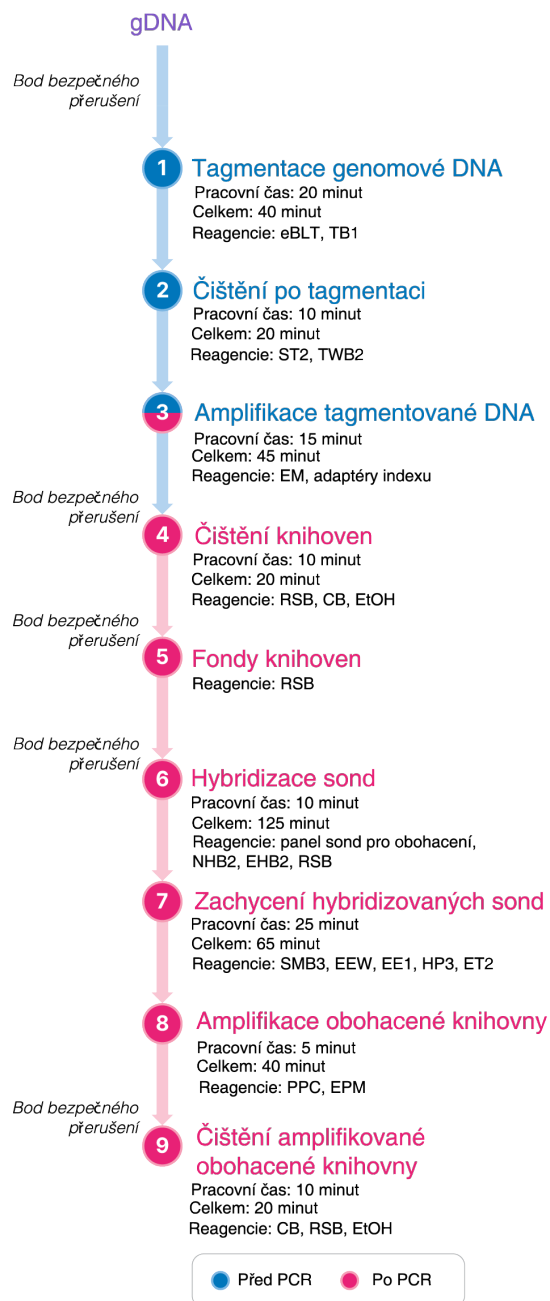 gDNA
Bod bezpečného
přerušení
1
Tagmentace genomové DNA
Pracovní čas: 20 minut
Celkem: 40 minut
Reagencie: eBLT, TB1
2
Čištění po tagmentaci
Pracovní čas: 10 minut
Celkem: 20 minut
Reagencie: ST2, TWB2
3
Amplifikace tagmentované DNA
Pracovní čas: 15 minut
Celkem: 45 minut
Reagencie: EM, adaptéry indexu
Bod bezpečného
přerušení
4
Čištění knihoven
Pracovní čas: 10 minut
Celkem: 20 minut
Reagencie: RSB, CB, EtOH
Bod bezpečného
přerušení
5
Fondy knihoven
Reagencie: RSB
Bod bezpečného
přerušení
6
Hybridizace sond
Pracovní čas: 10 minut
Celkem: 125 minut
Reagencie: panel sond pro obohacení,
NHB2, EHB2, RSB
7
Zachycení hybridizovaných sond
Pracovní čas: 25 minut
Celkem: 65 minut
Reagencie: SMB3, EEW, EE1, HP3, ET2
8
Amplifikace obohacené knihovny
Pracovní čas: 5 minut
Celkem: 40 minut
Reagencie: PPC, EPM
Bod bezpečného
přerušení
9
Čištění amplifikované
obohacené knihovny
Pracovní čas: 10 minut
Celkem: 20 minut
Reagencie: CB, RSB, EtOH
Před PCR
Po PCR